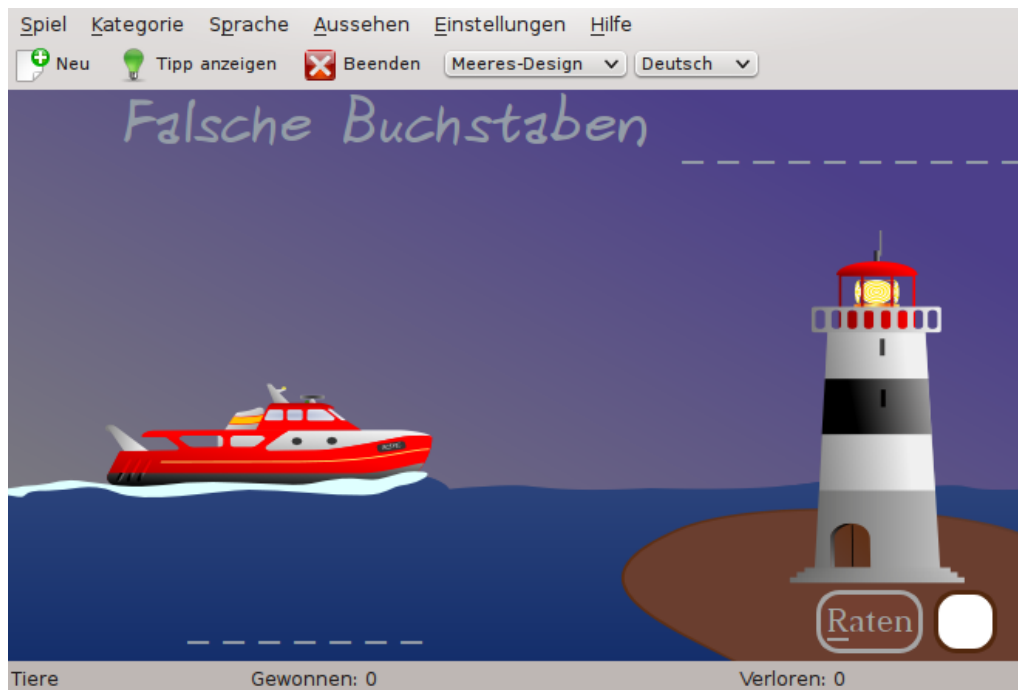 Spiel Kategorie Sprache Aussehen Einstellungen Hilfe
Neu Tipp anzeigen Beenden Meeres-Design Deutsch
Falsche Buchstaben
_ _ _ _ _ _ _ _ _ _
_ _ _ _ _ _ _
Raten
Tiere Gewonnen: 0 Verloren: 0